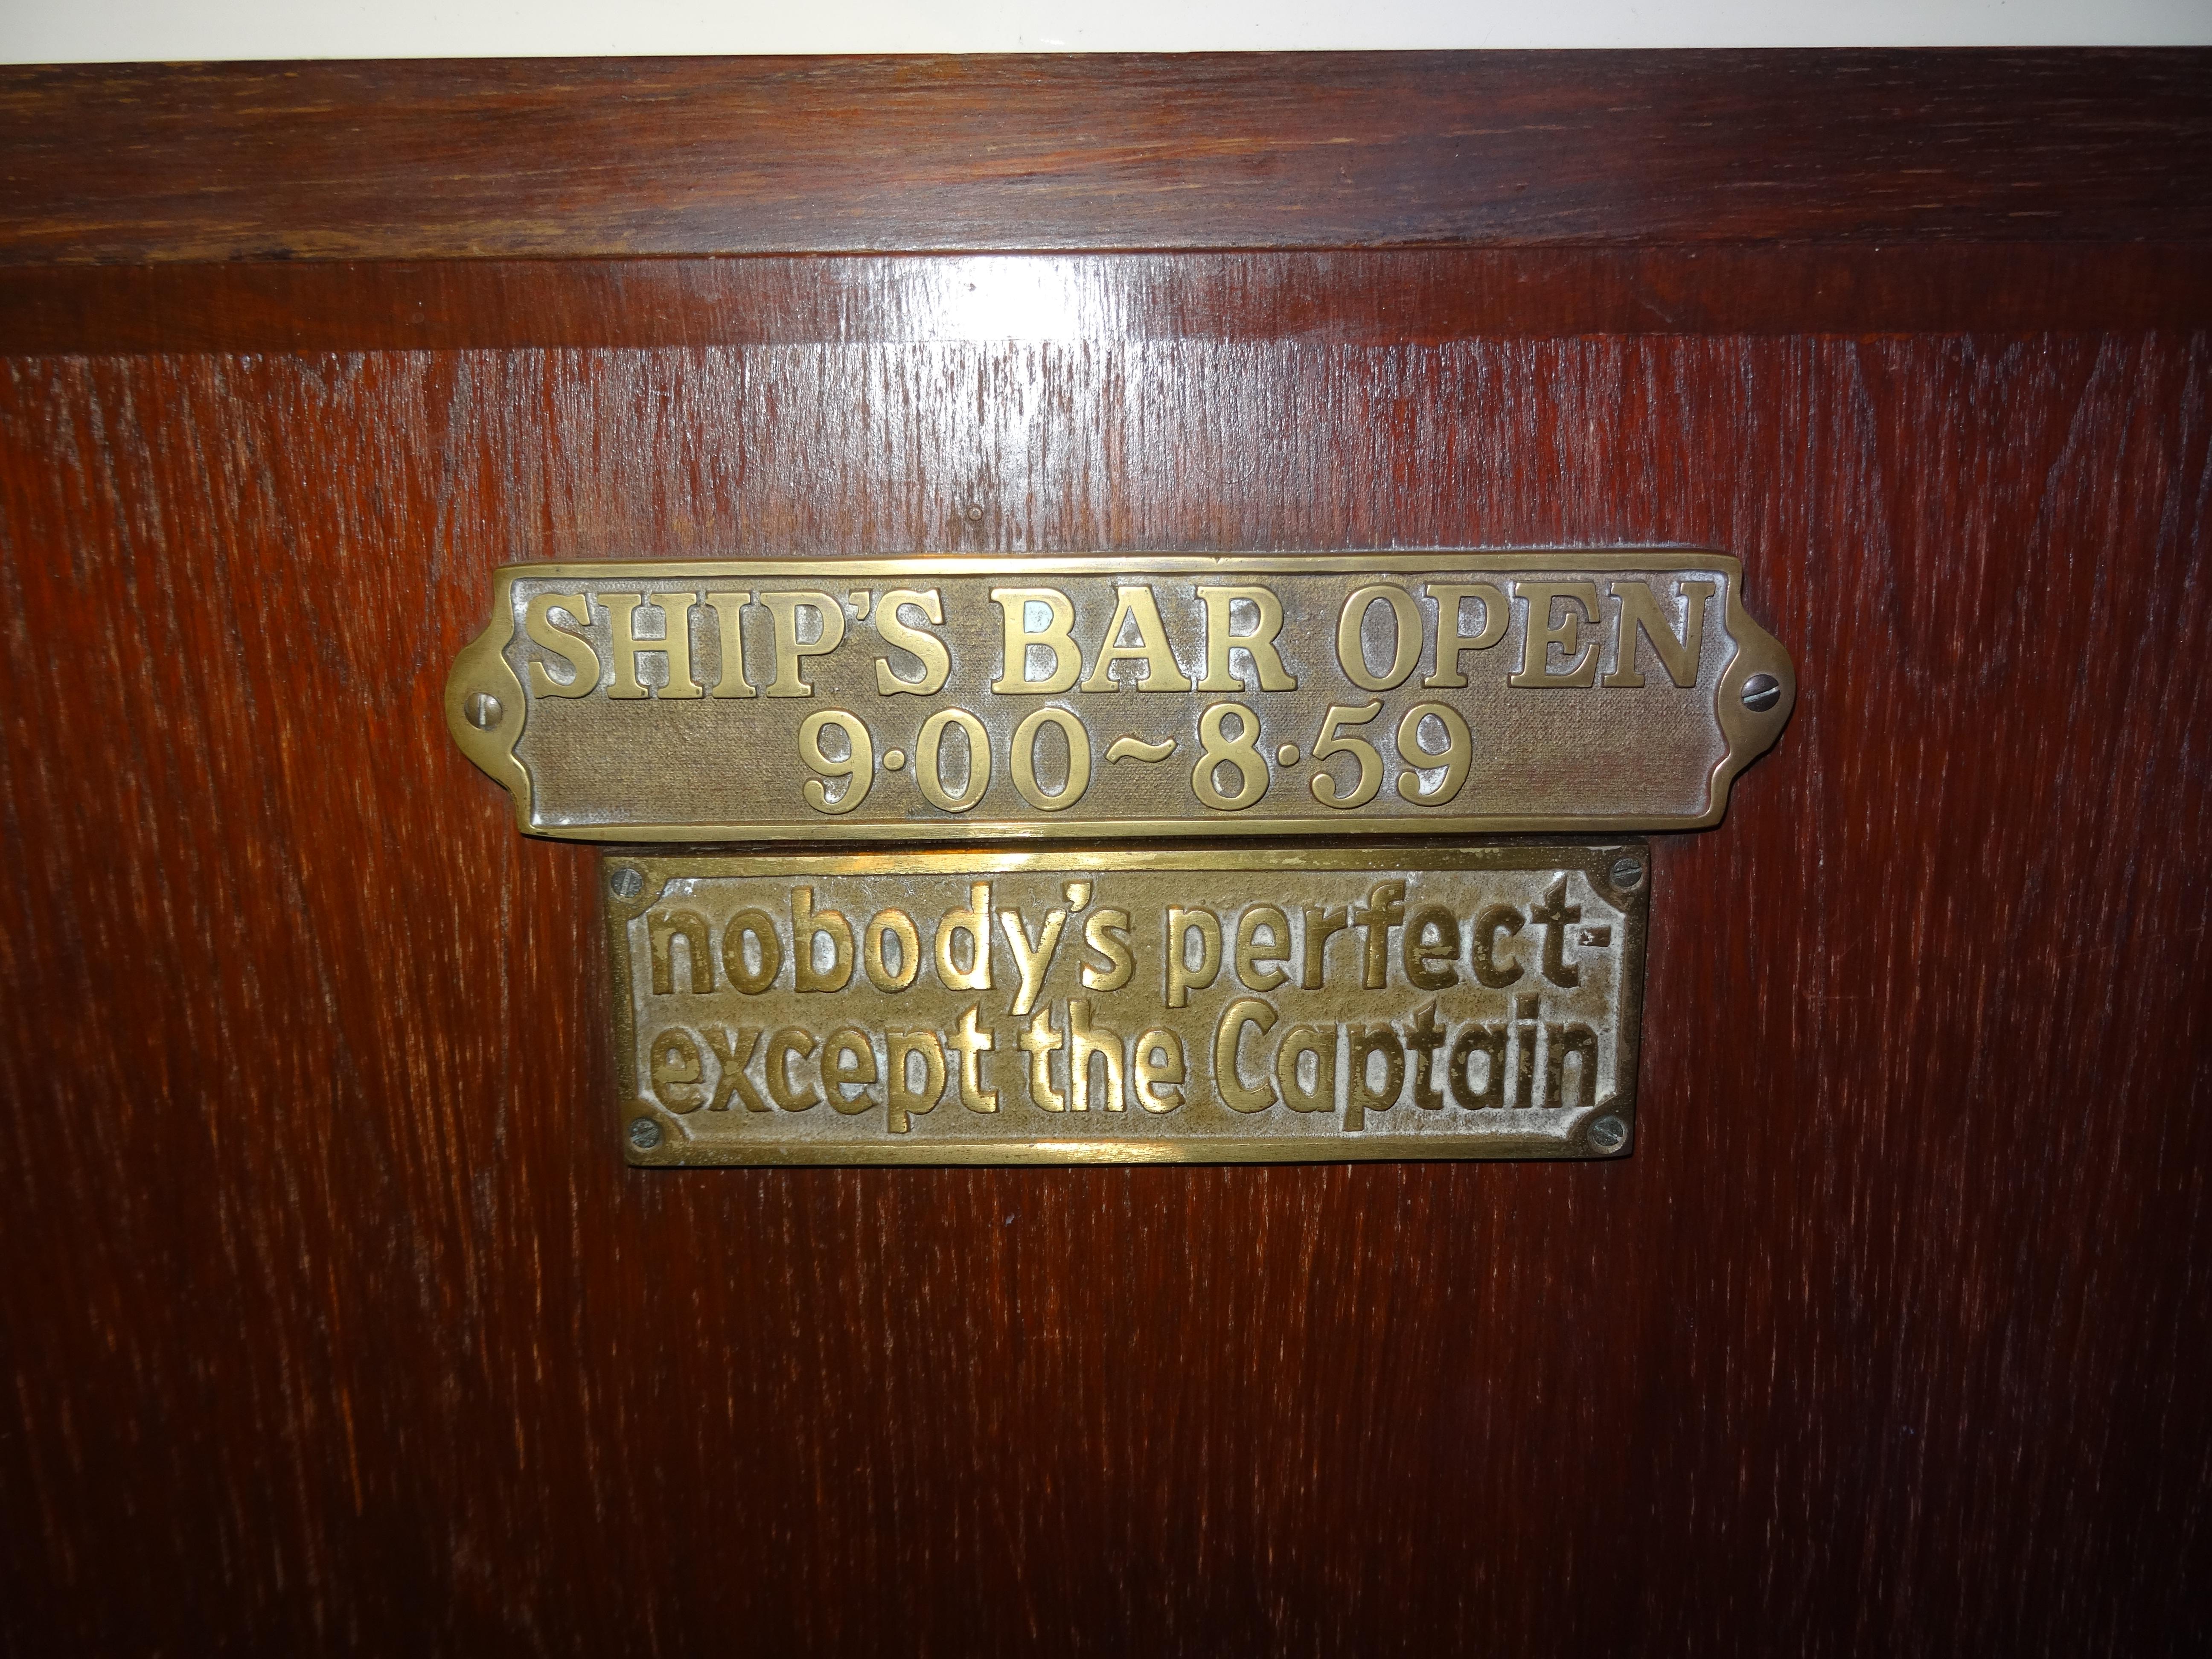 SHIP'S BAR OPEN
9·00~8·59
nobody's perfect-
except the Captain